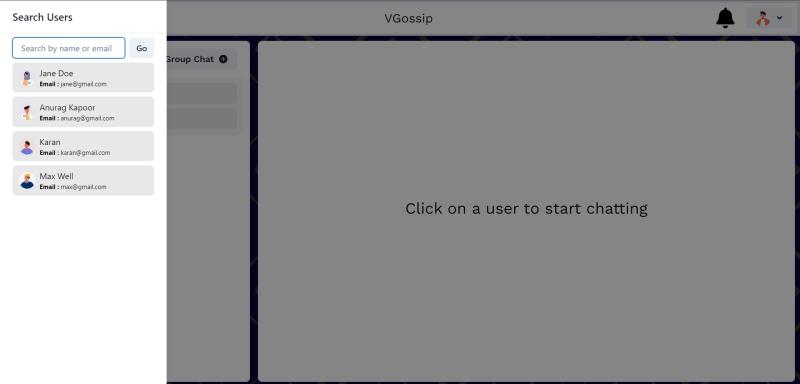 Search Users
VGossip
Search by name or email
Go
Group Chat
Jane Doe
Email : jane@gmail.com
Anurag Kapoor
Email : anurag@gmail.com
Karan
Email : karan@gmail.com
Max Well
Email : max@gmail.com
Click on a user to start chatting